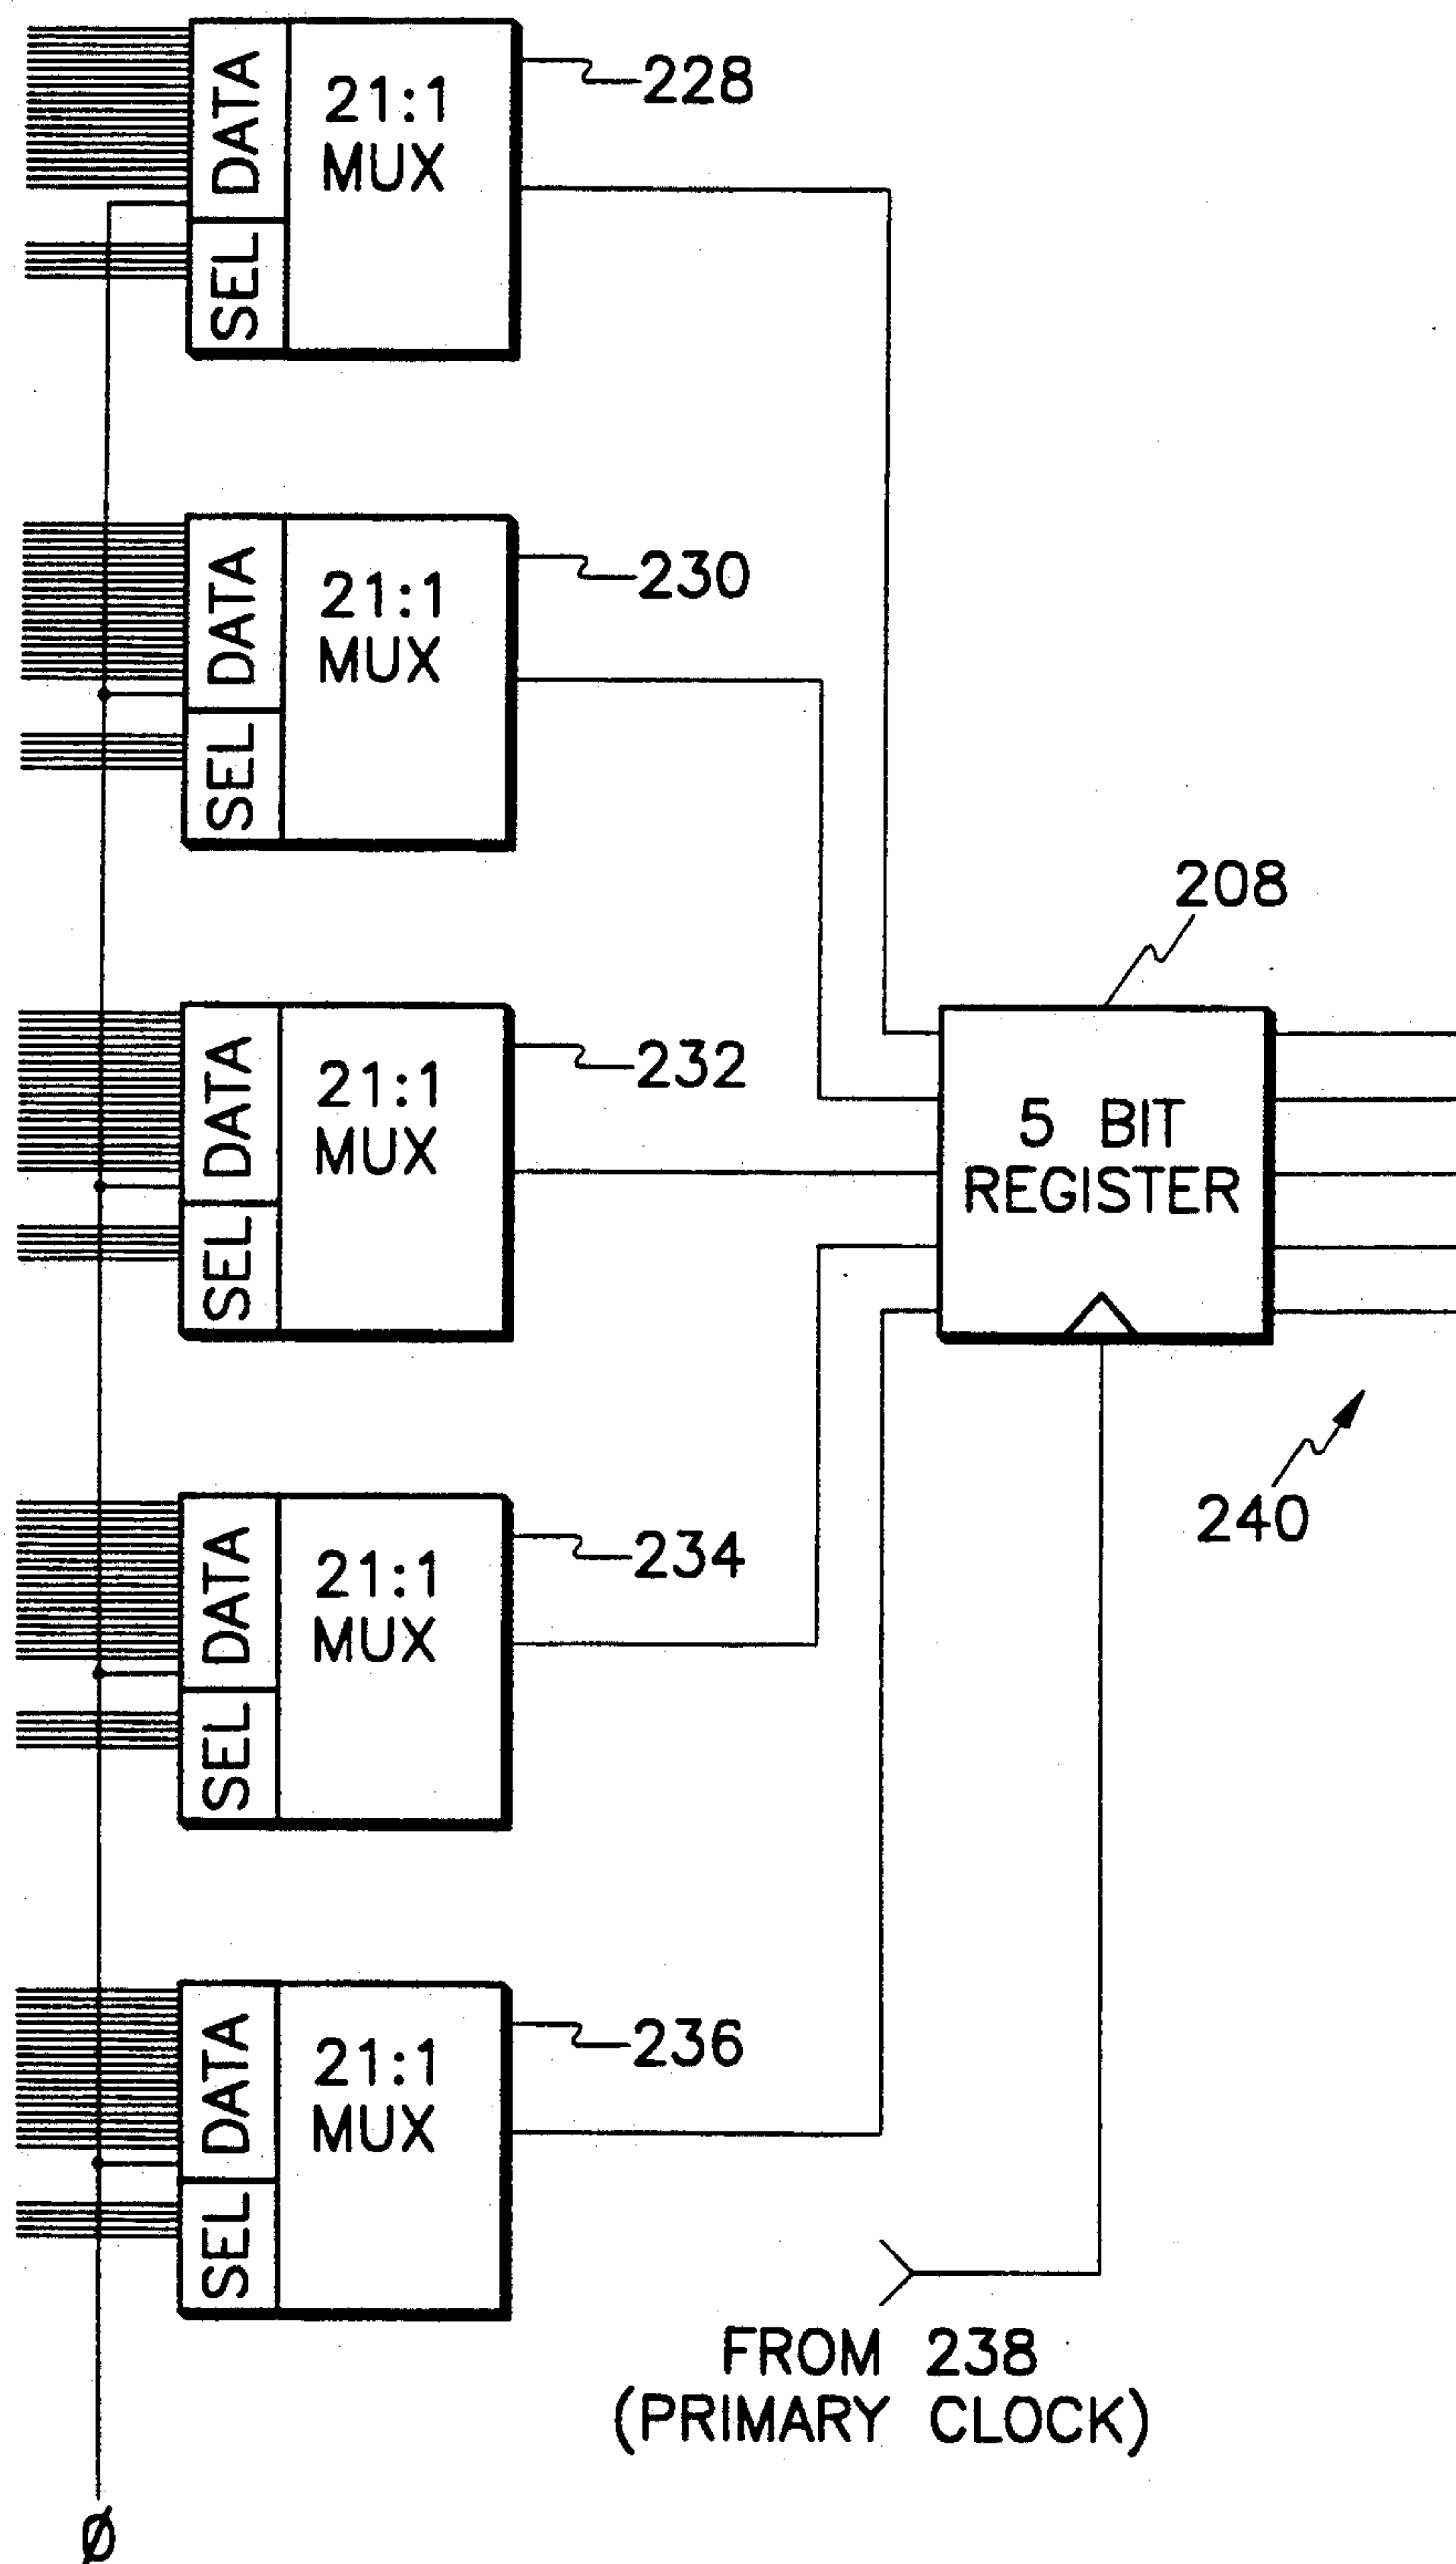 DATA
21:1
MUX
228
SEL
DATA
21:1
MUX
230
SEL
208
DATA
21:1
MUX
232
5 BIT
REGISTER
SEL
240
DATA
21:1
MUX
234
SEL
DATA
21:1
MUX
236
SEL
FROM 238
(PRIMARY CLOCK)
Ø